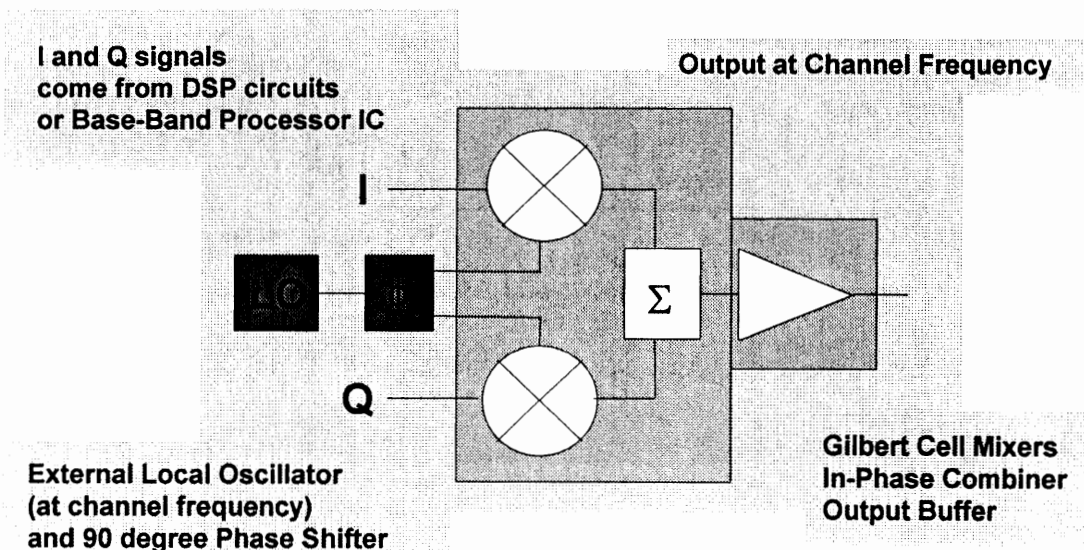 I and Q signals
come from DSP circuits
or Base-Band Processor IC
Output at Channel Frequency
I
LO
Σ
Q
External Local Oscillator
(at channel frequency)
and 90 degree Phase Shifter
Gilbert Cell Mixers
In-Phase Combiner
Output Buffer